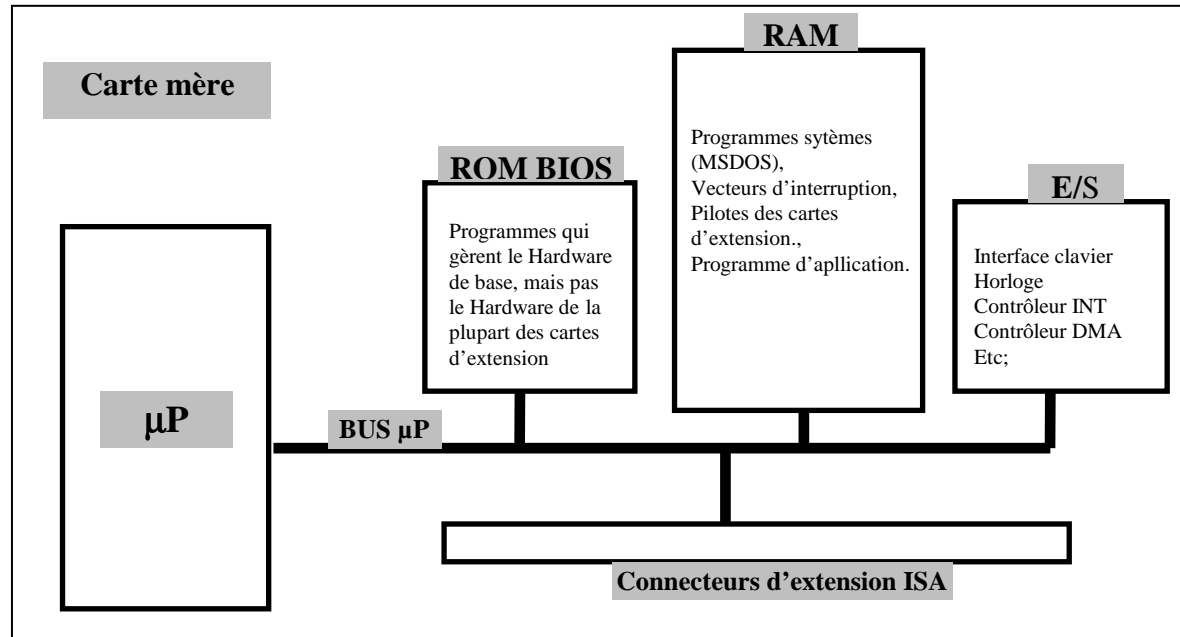 Carte mère
RAM
Programmes sytèmes
(MSDOS),
Vecteurs d'interruption,
Pilotes des cartes
d'extension.,
Programme d'apllication.
ROM BIOS
Programmes qui
gèrent le Hardware
de base, mais pas
le Hardware de la
plupart des cartes
d'extension
E/S
Interface clavier
Horloge
Contrôleur INT
Contrôleur DMA
Etc;
µP
BUS µP
Connecteurs d'extension ISA